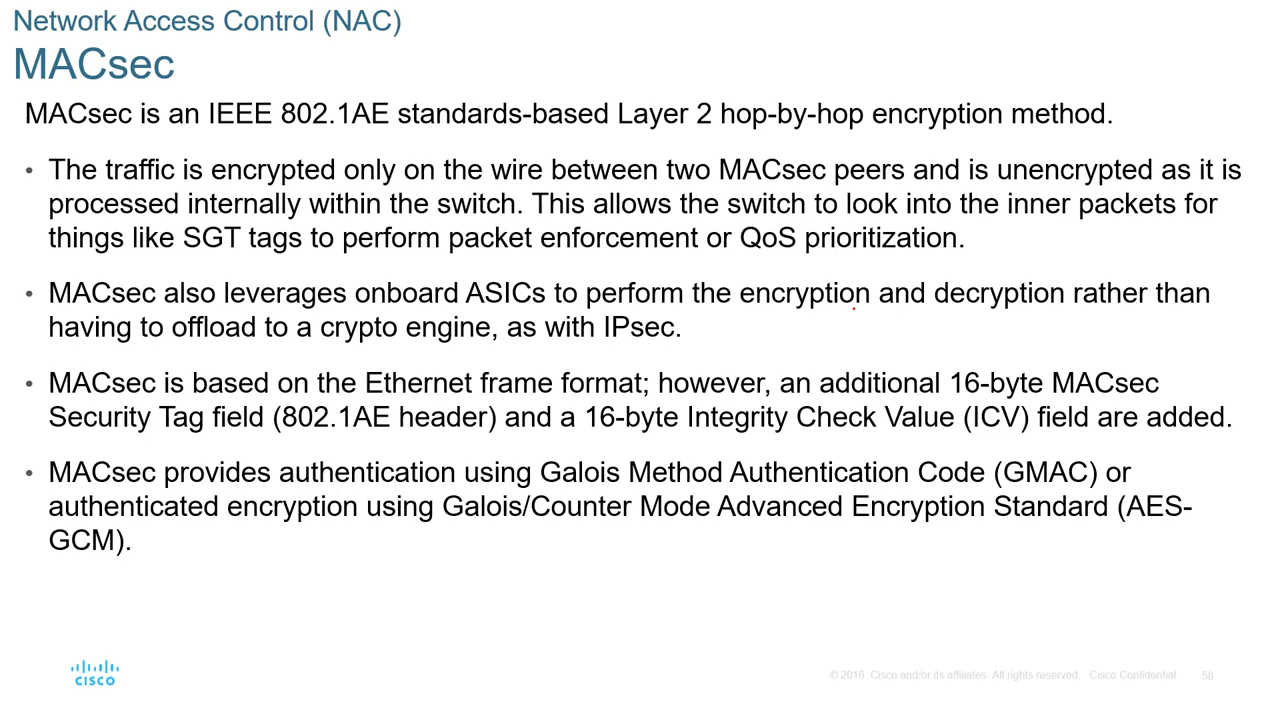 Network Access Control (NAC)
MACsec
MACsec is an IEEE 802.1AE standards-based Layer 2 hop-by-hop encryption method.
• The traffic is encrypted only on the wire between two MACsec peers and is unencrypted as it is
processed internally within the switch. This allows the switch to look into the inner packets for
things like SGT tags to perform packet enforcement or QoS prioritization.
• MACsec also leverages onboard ASICs to perform the encryption and decryption rather than
having to offload to a crypto engine, as with IPsec.
• MACsec is based on the Ethernet frame format; however, an additional 16-byte MACsec
Security Tag field (802.1AE header) and a 16-byte Integrity Check Value (ICV) field are added.
• MACsec provides authentication using Galois Method Authentication Code (GMAC) or
authenticated encryption using Galois/Counter Mode Advanced Encryption Standard (AES-
GCM).
CISCO
© 2016 Cisco and/or its affiliates. All rights reserved. Cisco Confidential 58